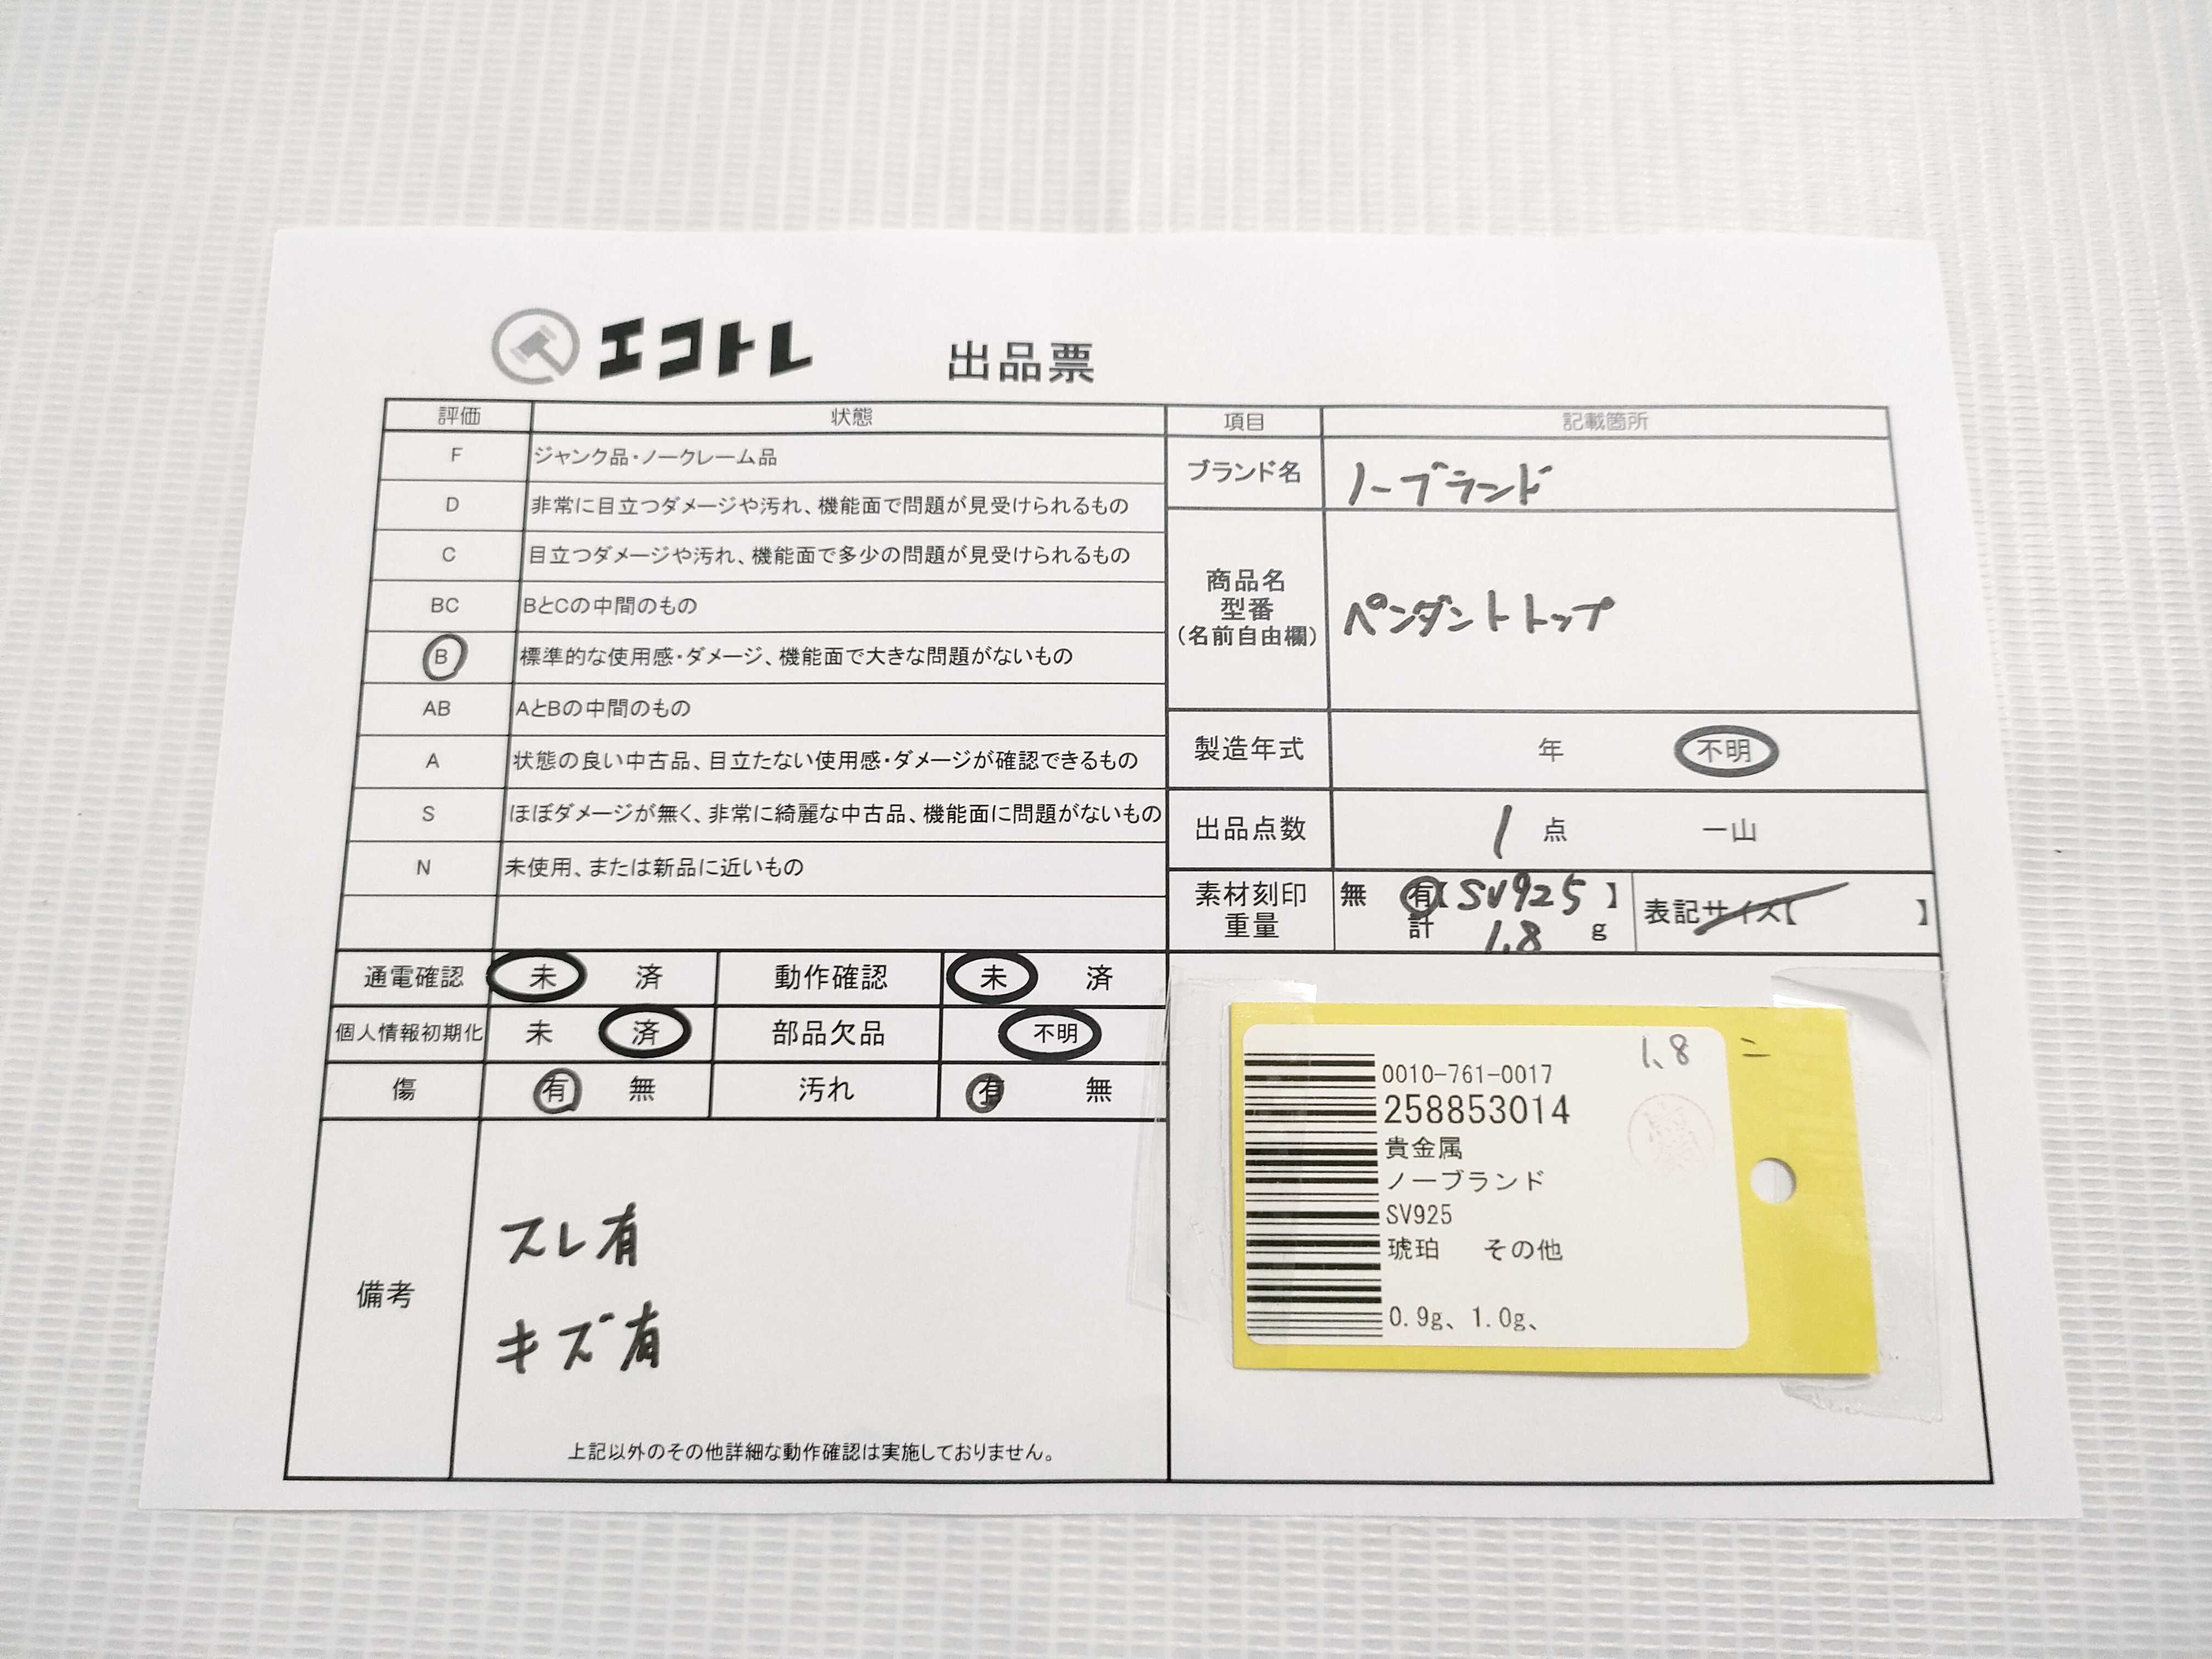 エコトレ 出品票
評価 状態
F ジャンク品・ノークレーム品
D 非常に目立つダメージや汚れ、機能面で問題が見受けられるもの
C 目立つダメージや汚れ、機能面で多少の問題が見受けられるもの
BC BとCの中間のもの
B 標準的な使用感・ダメージ、機能面で大きな問題がないもの
AB AとBの中間のもの
A 状態の良い中古品、目立たない使用感・ダメージが確認できるもの
S ほぼダメージが無く、非常に綺麗な中古品、機能面に問題がないもの
N 未使用、または新品に近いもの
通電確認 未 済 動作確認 未 済
個人情報初期化 未 済 部品欠品 不明
傷 有 無 汚れ 有 無
備考
スレ有
キズ有
上記以外のその他詳細な動作確認は実施しておりません。
項目 記載箇所
ブランド名 ノーブランド
商品名
型番
(名前自由欄)
ペンダントトップ
製造年式 年 不明
出品点数 1 点 一山
素材刻印
重量
無 有【SV925】
計 1.8 g
表記サイズ【 】
1.8 ニ
0010-761-0017
258853014
貴金属
ノーブランド
SV925
琥珀 その他
0.9g、1.0g、